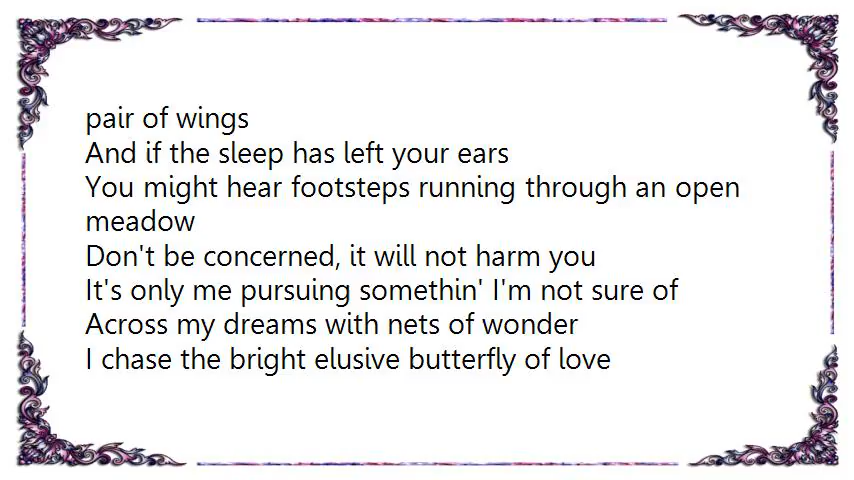 pair of wings
And if the sleep has left your ears
You might hear footsteps running through an open
meadow
Don't be concerned, it will not harm you
It's only me pursuing somethin' I'm not sure of
Across my dreams with nets of wonder
I chase the bright elusive butterfly of love